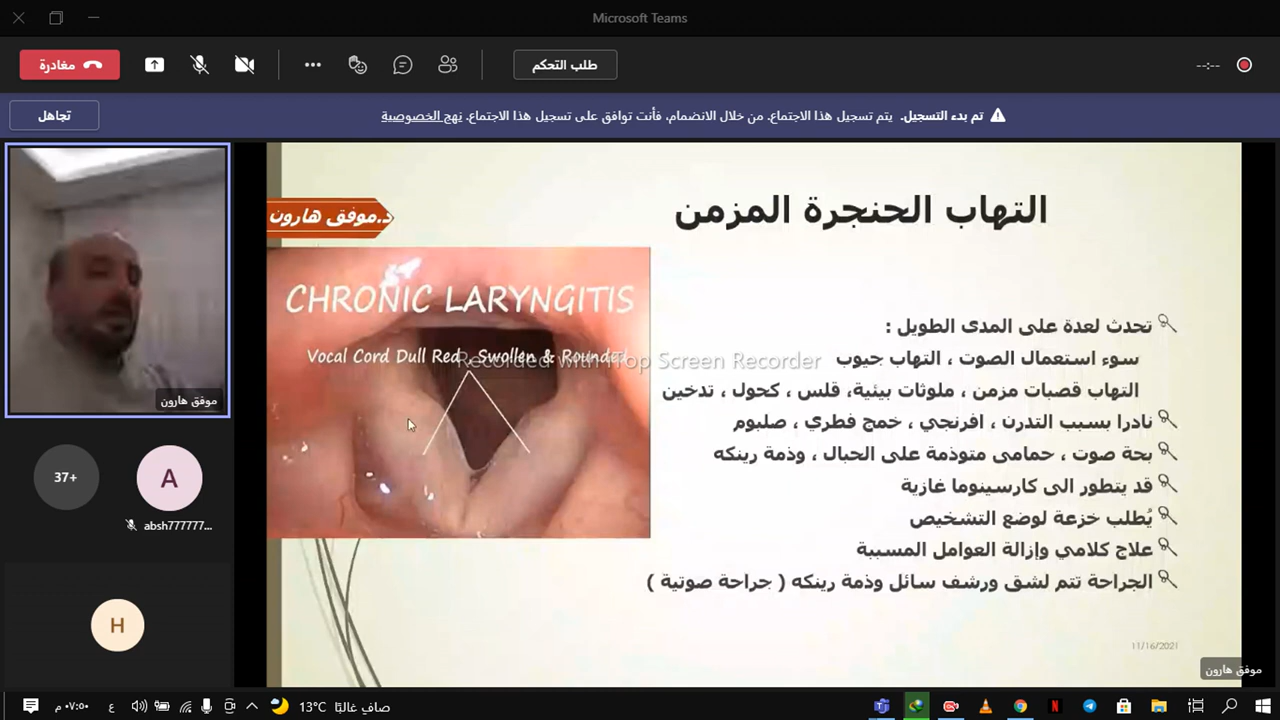 Microsoft Teams
مغادرة
طلب التحكم
--:--
تم بدء التسجيل. يتم تسجيل هذا الاجتماع. من خلال الانضمام، فأنت توافق على تسجيل هذا الاجتماع. نهج الخصوصية
تجاهل
موفق هارون
37+
A
absh777777...
H
د.موفق هارون
التهاب الحنجرة المزمن
CHRONIC LARYNGITIS
Vocal Cord Dull Red , Swollen & Rounded
Recorded with iTop Screen Recorder
تحدث لعدة على المدى الطويل :
سوء استعمال الصوت ، التهاب جيوب
التهاب قصبات مزمن ، ملوثات بيئية، قلس ، كحول ، تدخين
نادرا بسبب التدرن ، افرنجي ، خمج فطري ، صلبوم
بحة صوت ، حمامى متوذمة على الحبال ، وذمة رينكه
قد يتطور الى كارسينوما غازية
يُطلب خزعة لوضع التشخيص
علاج كلامي وإزالة العوامل المسببة
الجراحة تتم لشق ورشف سائل وذمة رينكه ( جراحة صوتية )
11/16/2021
موفق هارون
٠٧:٥٠ م
ع
13°C صافي غالبًا